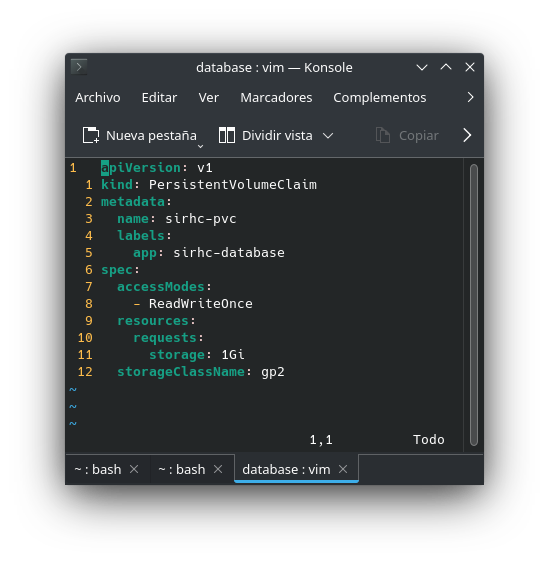 database : vim — Konsole
Archivo Editar Ver Marcadores Complementos
Nueva pestaña Dividir vista Copiar
1 apiVersion: v1
1 kind: PersistentVolumeClaim
2 metadata:
3 name: sirhc-pvc
4 labels:
5 app: sirhc-database
6 spec:
7 accessModes:
8 - ReadWriteOnce
9 resources:
10 requests:
11 storage: 1Gi
12 storageClassName: gp2
~
~
~
1,1 Todo
~ : bash ~ : bash database : vim